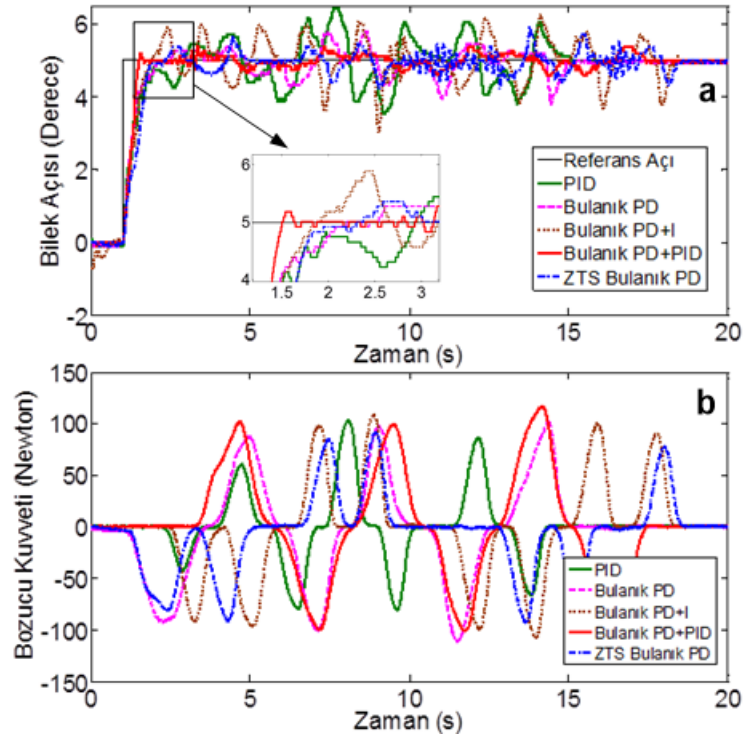 6
4
2
0
-2
Bilek Açısı (Derece)
a
6
5
4
1.5
2
2.5
3
Referans Açı
PID
Bulanık PD
Bulanık PD+I
Bulanık PD+PID
ZTS Bulanık PD
0
5
10
15
20
Zaman (s)
150
100
50
0
-50
-100
-150
Bozucu Kuvveti (Newton)
b
PID
Bulanık PD
Bulanık PD+I
Bulanık PD+PID
ZTS Bulanık PD
0
5
10
15
20
Zaman (s)